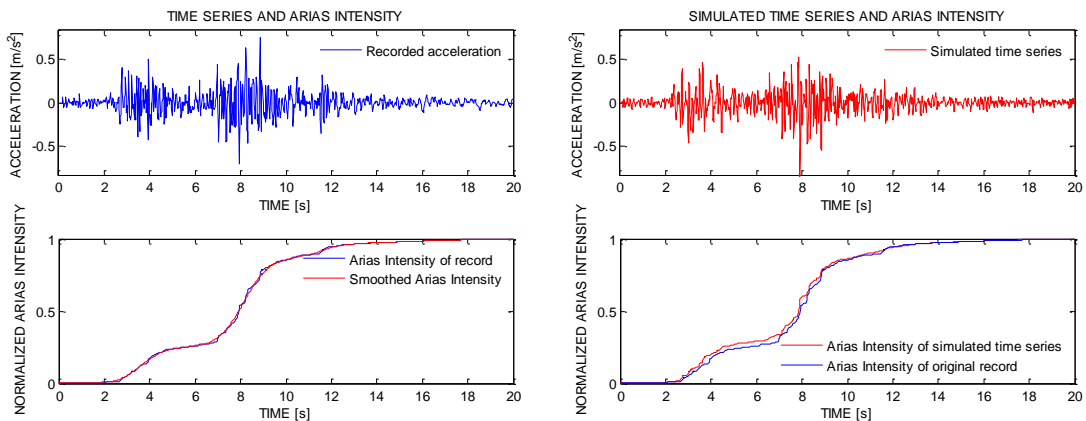 TIME SERIES AND ARIAS INTENSITY
ACCELERATION [m/s²]
0.5
0
-0.5
Recorded acceleration
0 2 4 6 8 10 12 14 16 18 20
TIME [s]
SIMULATED TIME SERIES AND ARIAS INTENSITY
ACCELERATION [m/s²]
0.5
0
-0.5
Simulated time series
0 2 4 6 8 10 12 14 16 18 20
TIME [s]
NORMALIZED ARIAS INTENSITY
1
0.5
0
Arias Intensity of record
Smoothed Arias Intensity
0 2 4 6 8 10 12 14 16 18 20
TIME [s]
NORMALIZED ARIAS INTENSITY
1
0.5
0
Arias Intensity of simulated time series
Arias Intensity of original record
0 2 4 6 8 10 12 14 16 18 20
TIME [s]